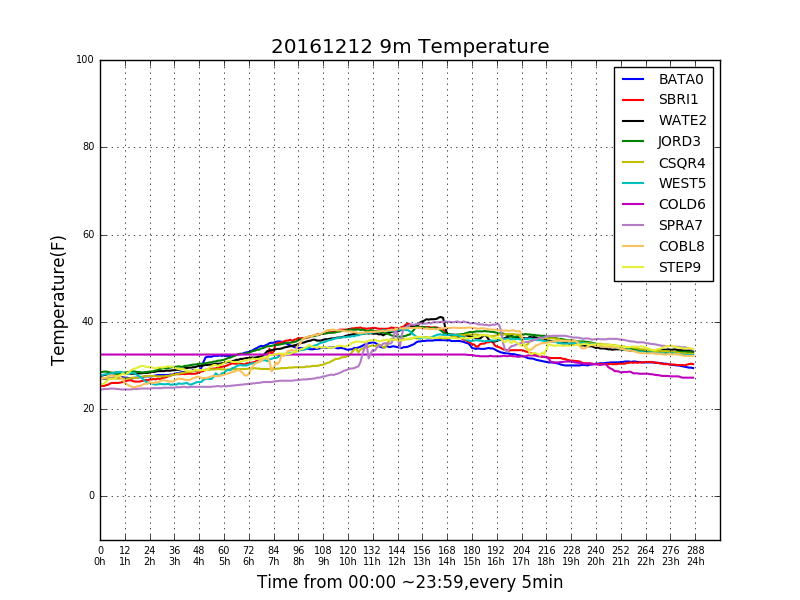 20161212 9m Temperature
100
80
60
40
20
0
Temperature(F)
BATA0
SBRI1
WATE2
JORD3
CSQR4
WEST5
COLD6
SPRA7
COBL8
STEP9
0 12 24 36 48 60 72 84 96 108 120 132 144 156 168 180 192 204 216 228 240 252 264 276 288
0h 1h 2h 3h 4h 5h 6h 7h 8h 9h 10h 11h 12h 13h 14h 15h 16h 17h 18h 19h 20h 21h 22h 23h 24h
Time from 00:00 ~23:59,every 5min